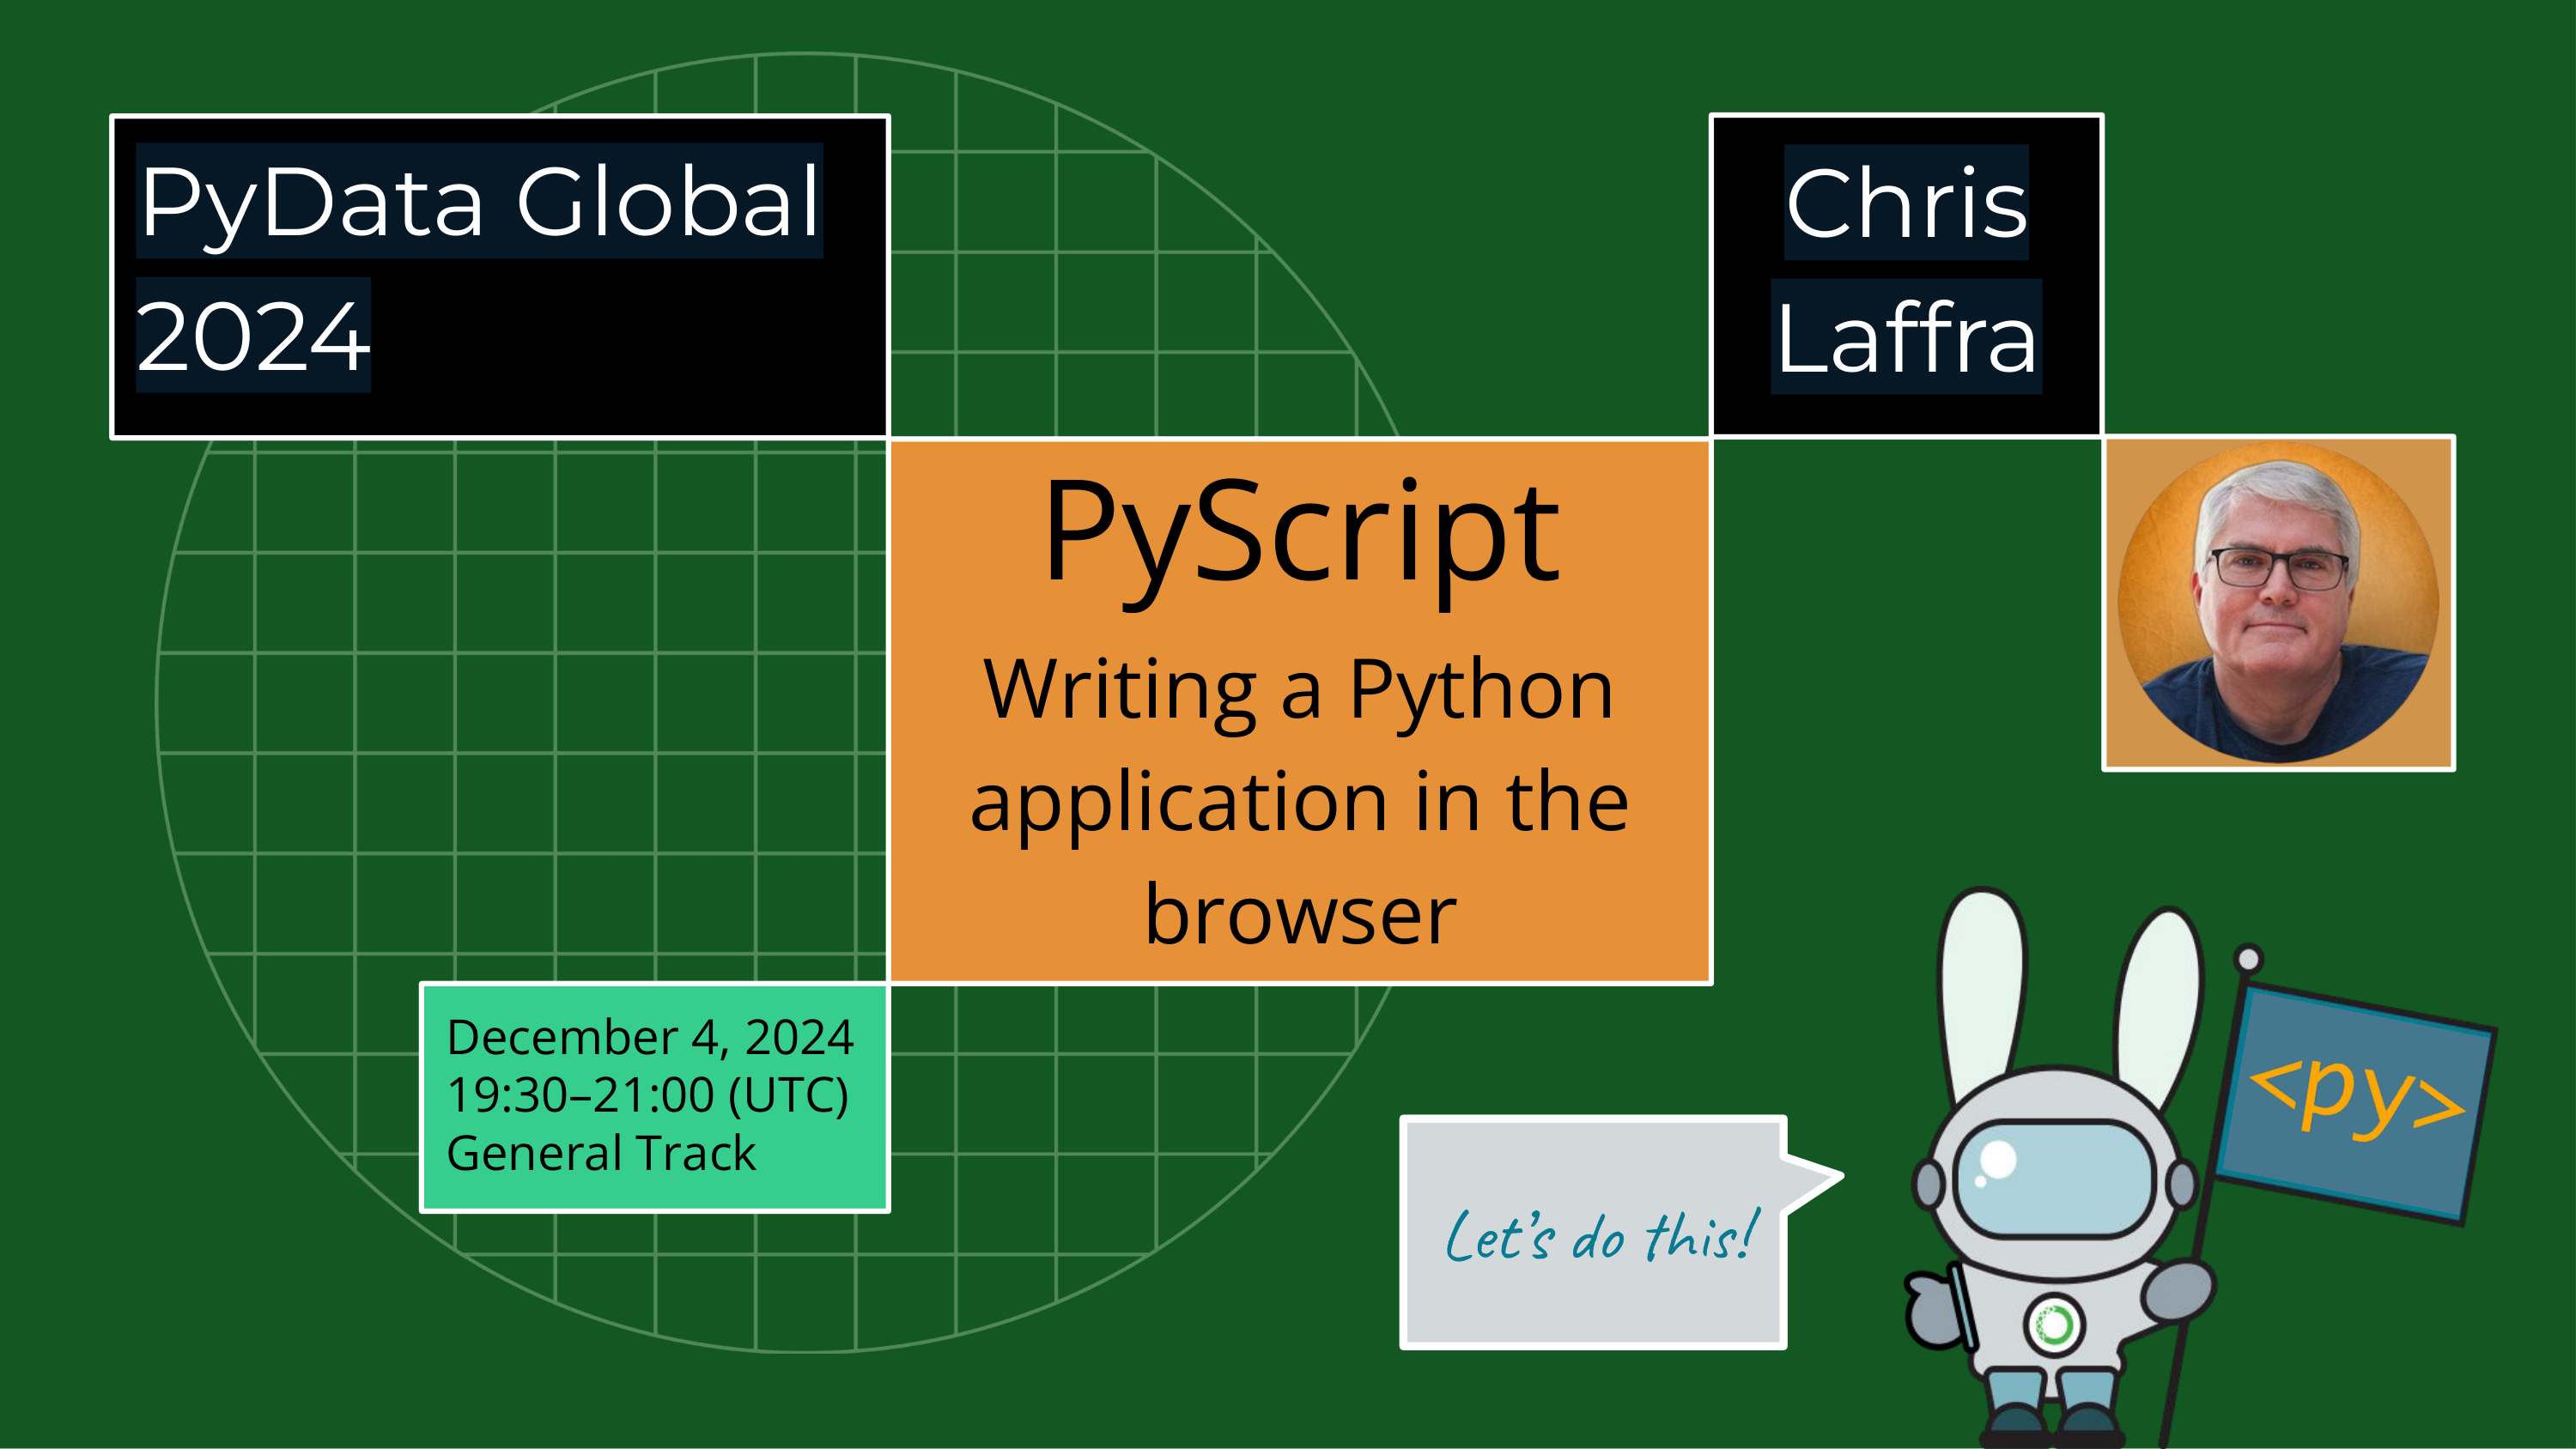 PyData Global
2024
Chris
Laffra
PyScript
Writing a Python
application in the
browser
December 4, 2024
19:30–21:00 (UTC)
General Track
Let’s do this!
<py>